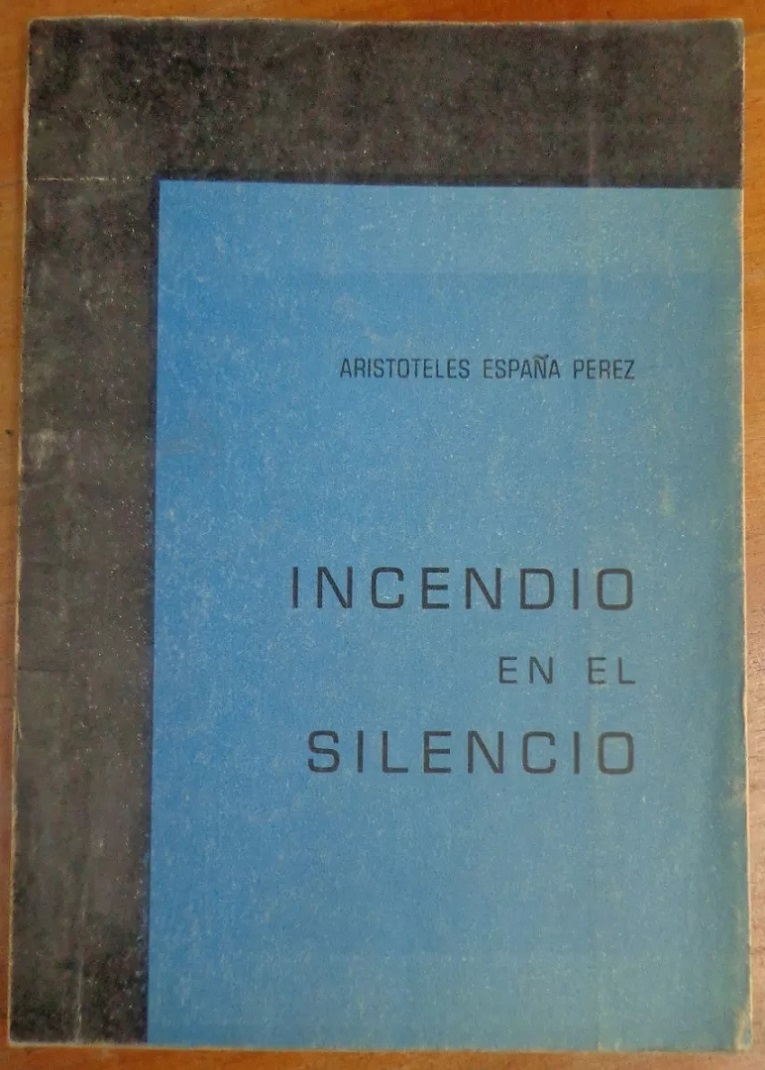 ARISTOTELES ESPAÑA PEREZ
INCENDIO
EN EL
SILENCIO